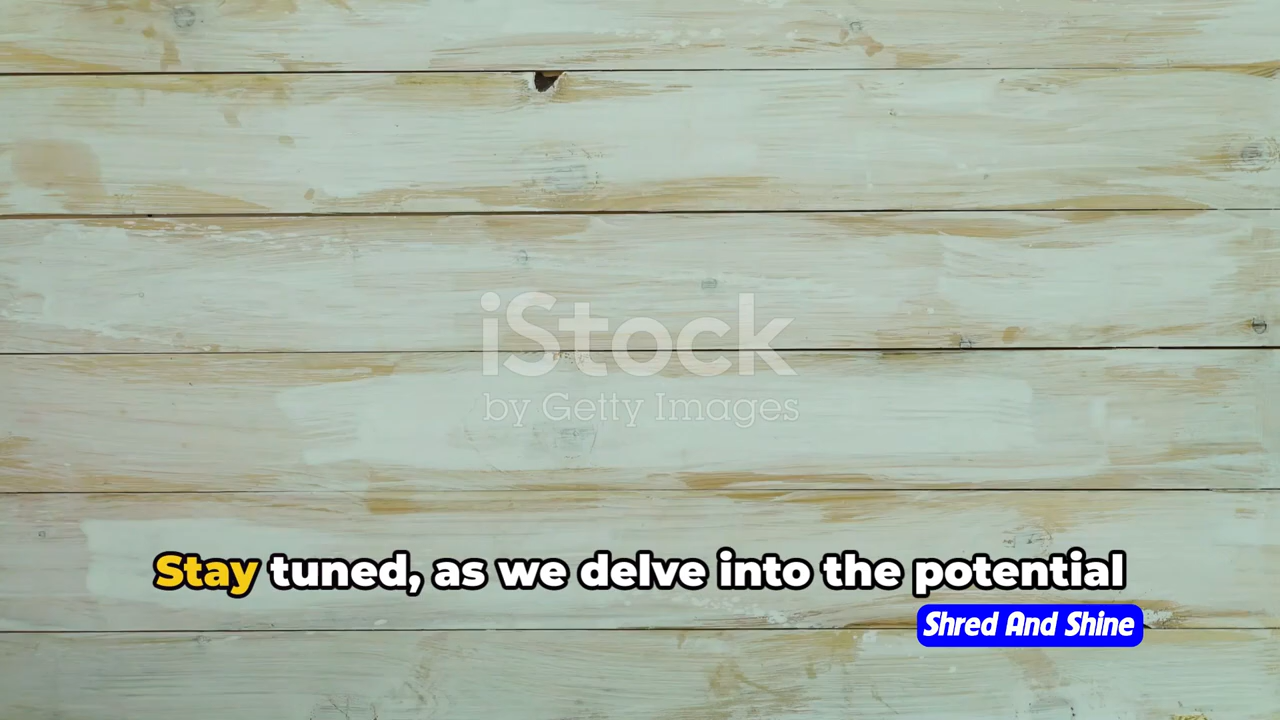 iStock
by Getty Images
Stay tuned, as we delve into the potential
Shred And Shine